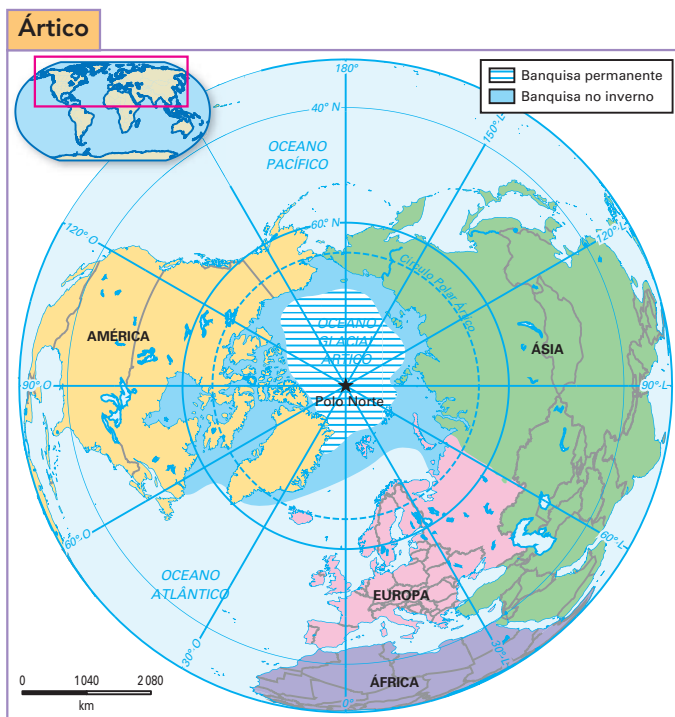 Ártico
Banquisa permanente
Banquisa no inverno
180°
40° N
150° L
OCEANO
PACÍFICO
60° N
120° O
120° L
Círculo Polar Ártico
0
OCEANO
GLACIAL
ÁRTICO
AMÉRICA
ÁSIA
90° O
90° L
Polo Norte
60° O
60° L
OCEANO
ATLÂNTICO
EUROPA
30° O
30° L
ÁFRICA
0°
0 1 040 2 080
km